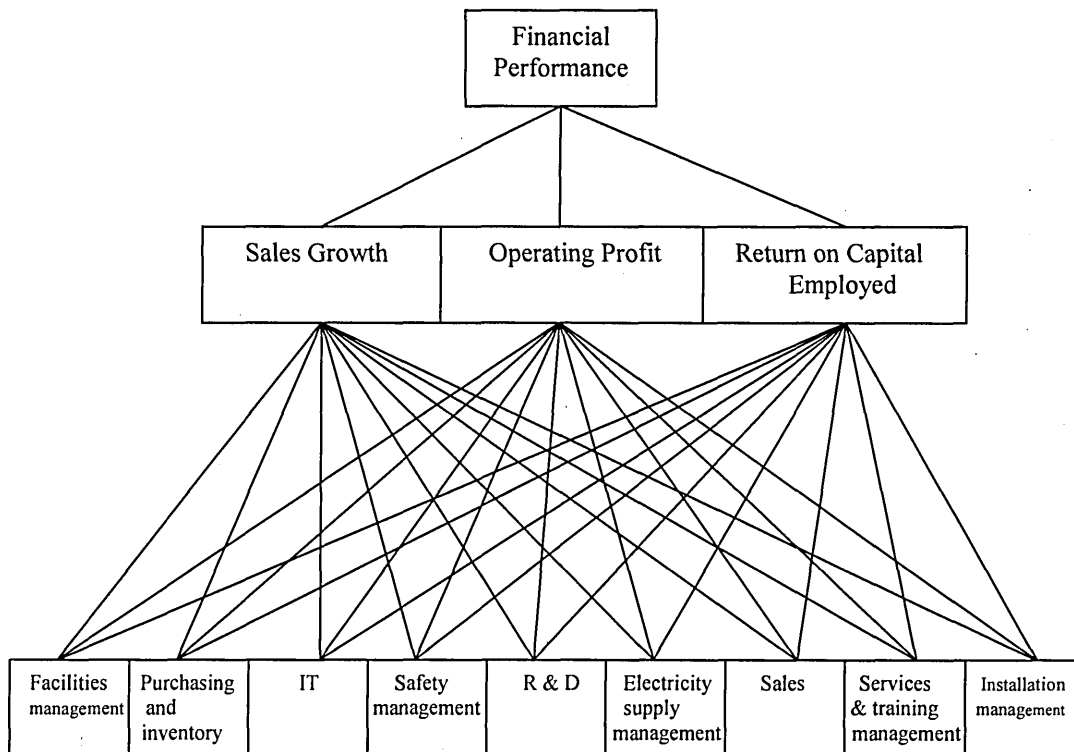 Financial
Performance
Sales Growth
Operating Profit
Return on Capital
Employed
Facilities
management
Purchasing
and
inventory
IT
Safety
management
R & D
Electricity
supply
management
Sales
Services
& training
management
Installation
management